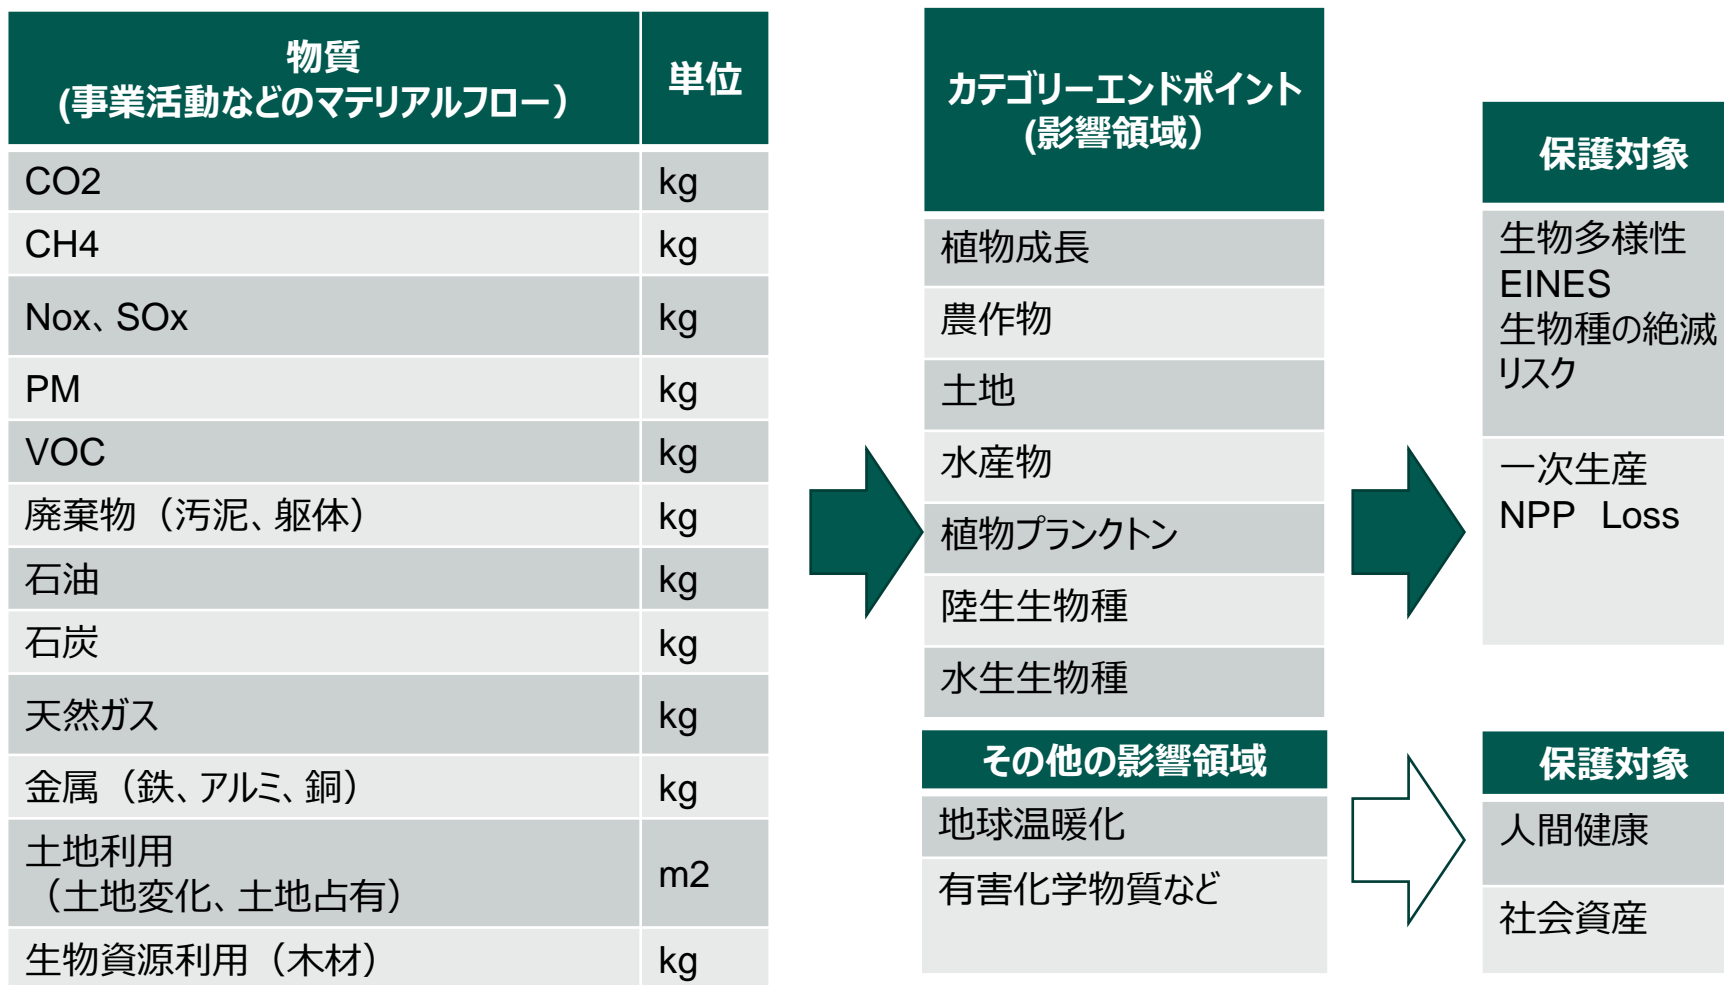 物質
(事業活動などのマテリアルフロー)
単位
CO2
kg
CH4
kg
Nox、SOx
kg
PM
kg
VOC
kg
廃棄物（汚泥、躯体）
kg
石油
kg
石炭
kg
天然ガス
kg
金属（鉄、アルミ、銅）
kg
土地利用
（土地変化、土地占有）
m2
生物資源利用（木材）
kg
カテゴリーエンドポイント
(影響領域）
植物成長
農作物
土地
水産物
植物プランクトン
陸生生物種
水生生物種
その他の影響領域
地球温暖化
有害化学物質など
保護対象
生物多様性
EINES
生物種の絶滅
リスク
一次生産
NPP　Loss
保護対象
人間健康
社会資産